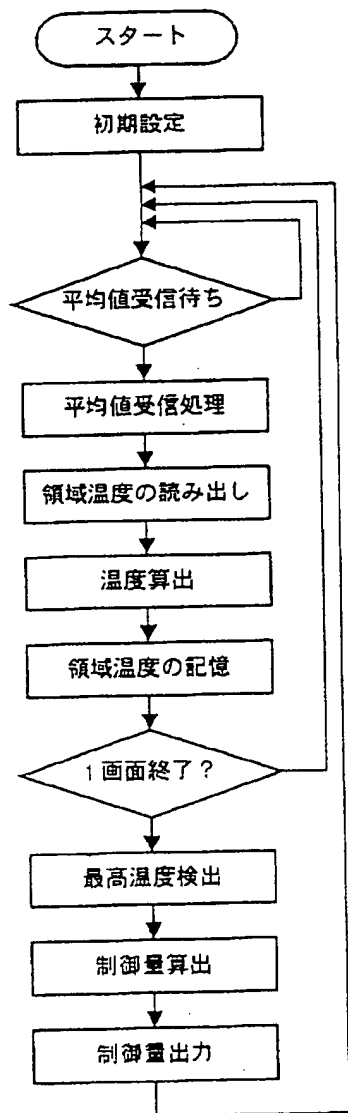 スタート
初期設定
平均値受信待ち
平均値受信処理
領域温度の読み出し
温度算出
領域温度の記憶
1画面終了?
最高温度検出
制御量算出
制御量出力